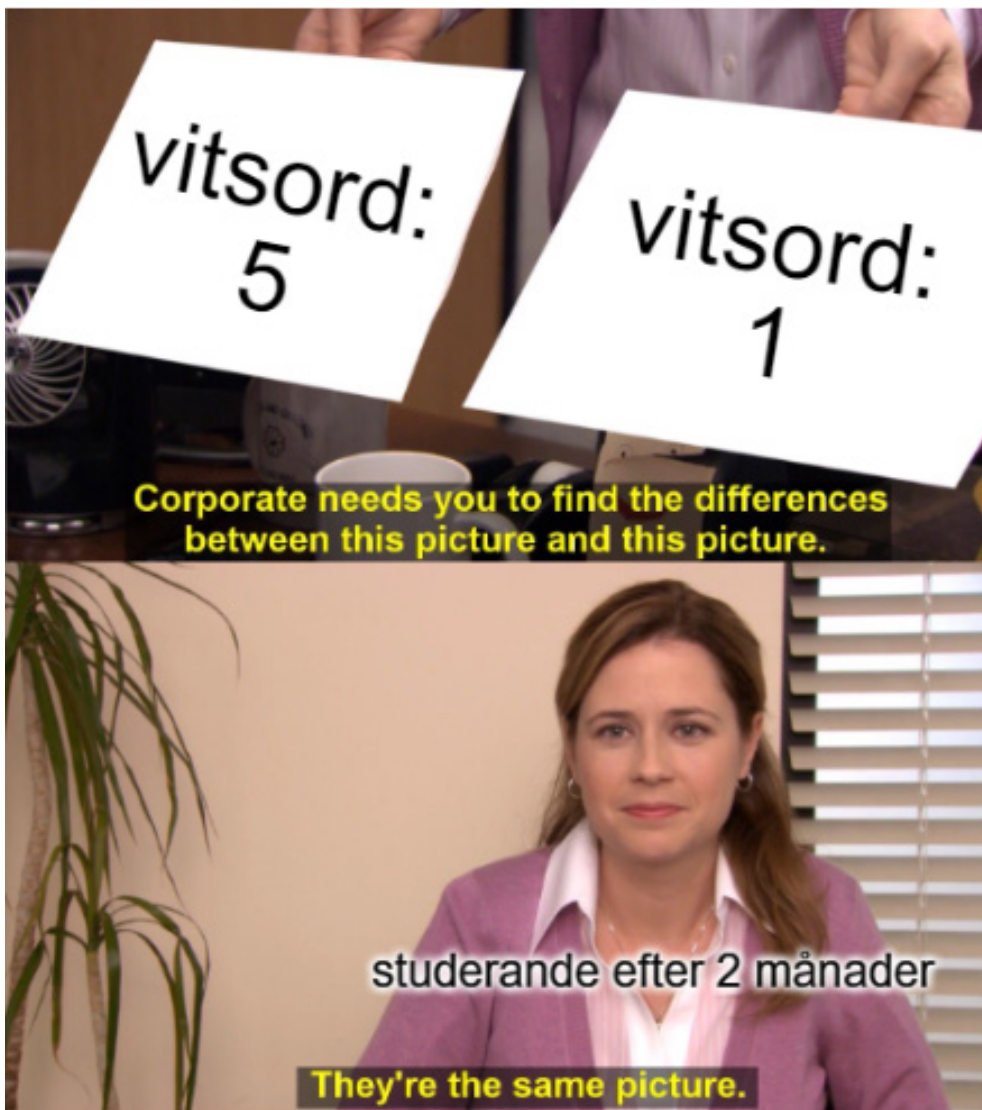 vitsord:
5
vitsord:
1
Corporate needs you to find the differences
between this picture and this picture.
studerande efter 2 månader
They're the same picture.